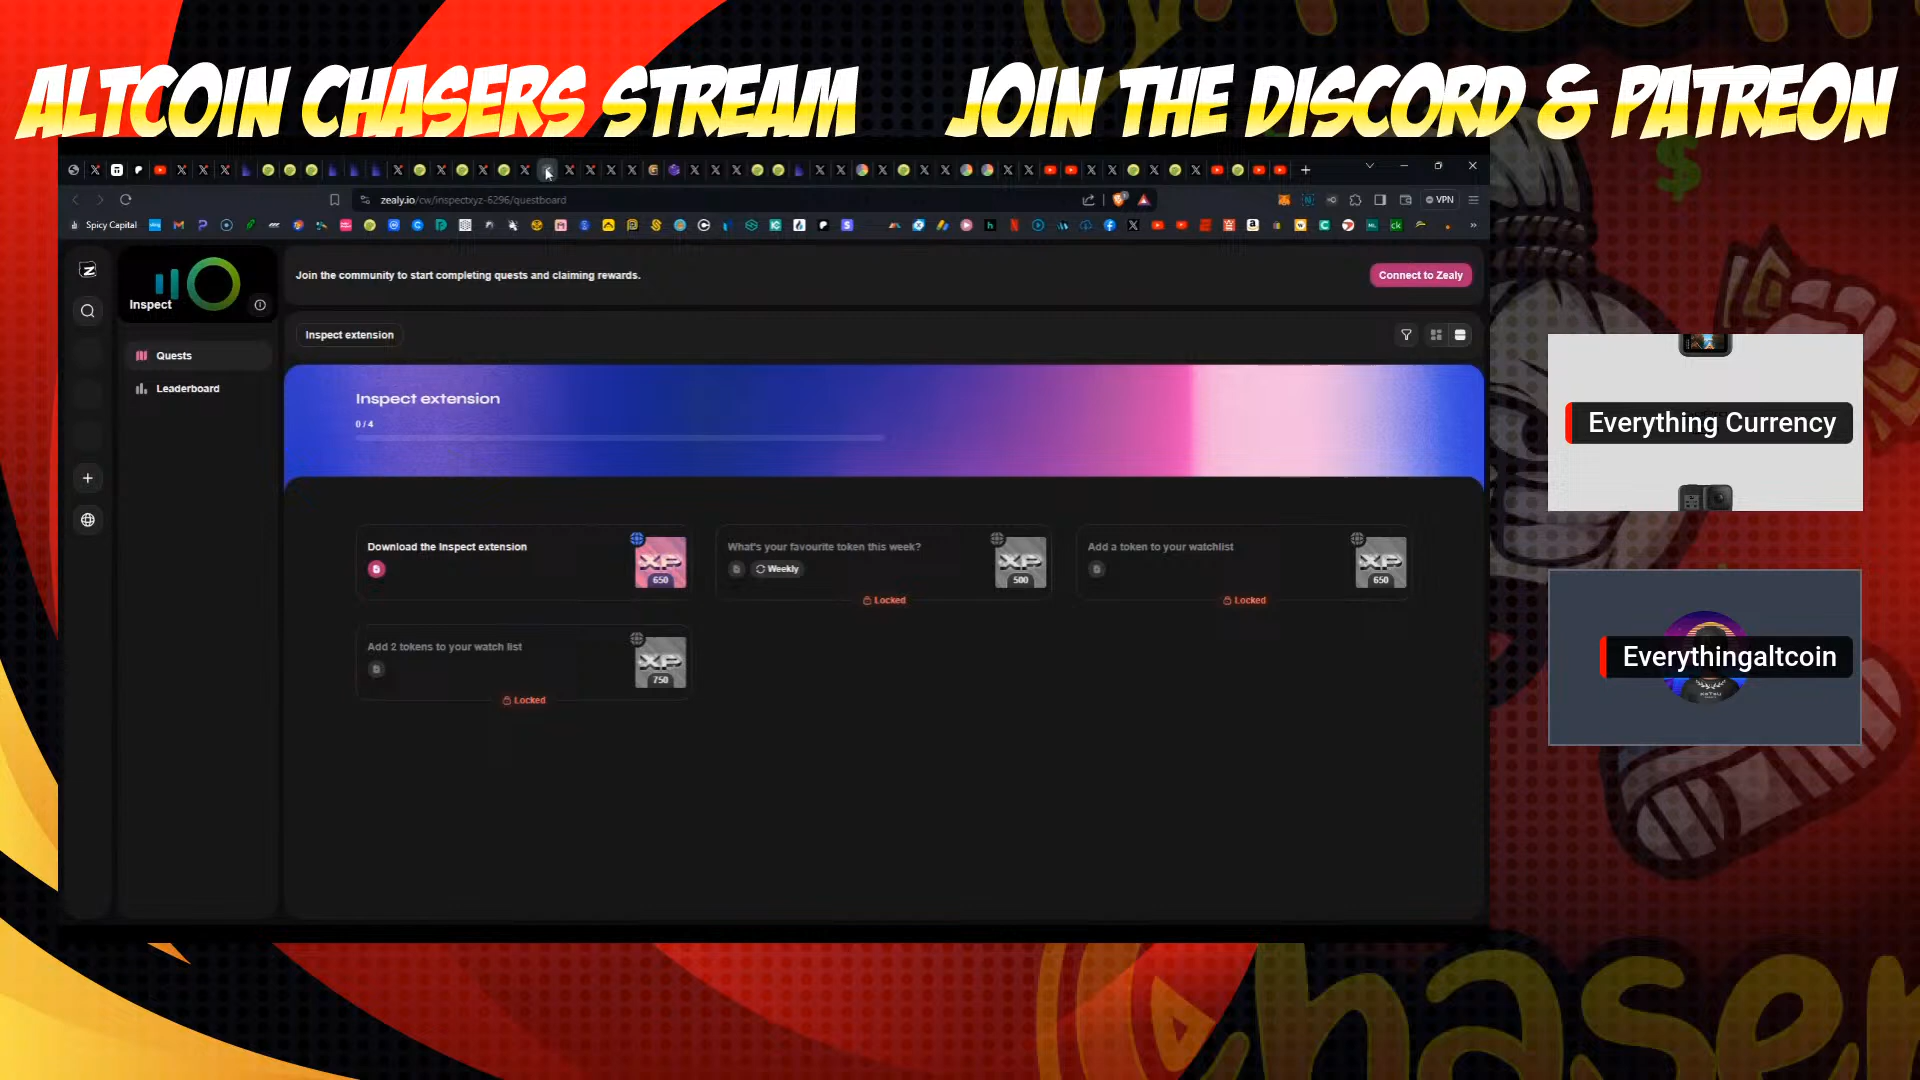 ALTCOIN CHASERS STREAM
JOIN THE DISCORD & PATREON
zealy.io/cw/inspectxyz-6296/questboard
VPN
Spicy Capital
Inspect
Join the community to start completing quests and claiming rewards.
Connect to Zealy
Inspect extension
Quests
Leaderboard
Inspect extension
0 / 4
Download the Inspect extension
XP
650
What's your favourite token this week?
Weekly
XP
500
Locked
Add a token to your watchlist
XP
650
Locked
Add 2 tokens to your watch list
XP
750
Locked
Everything Currency
Everythingaltcoin